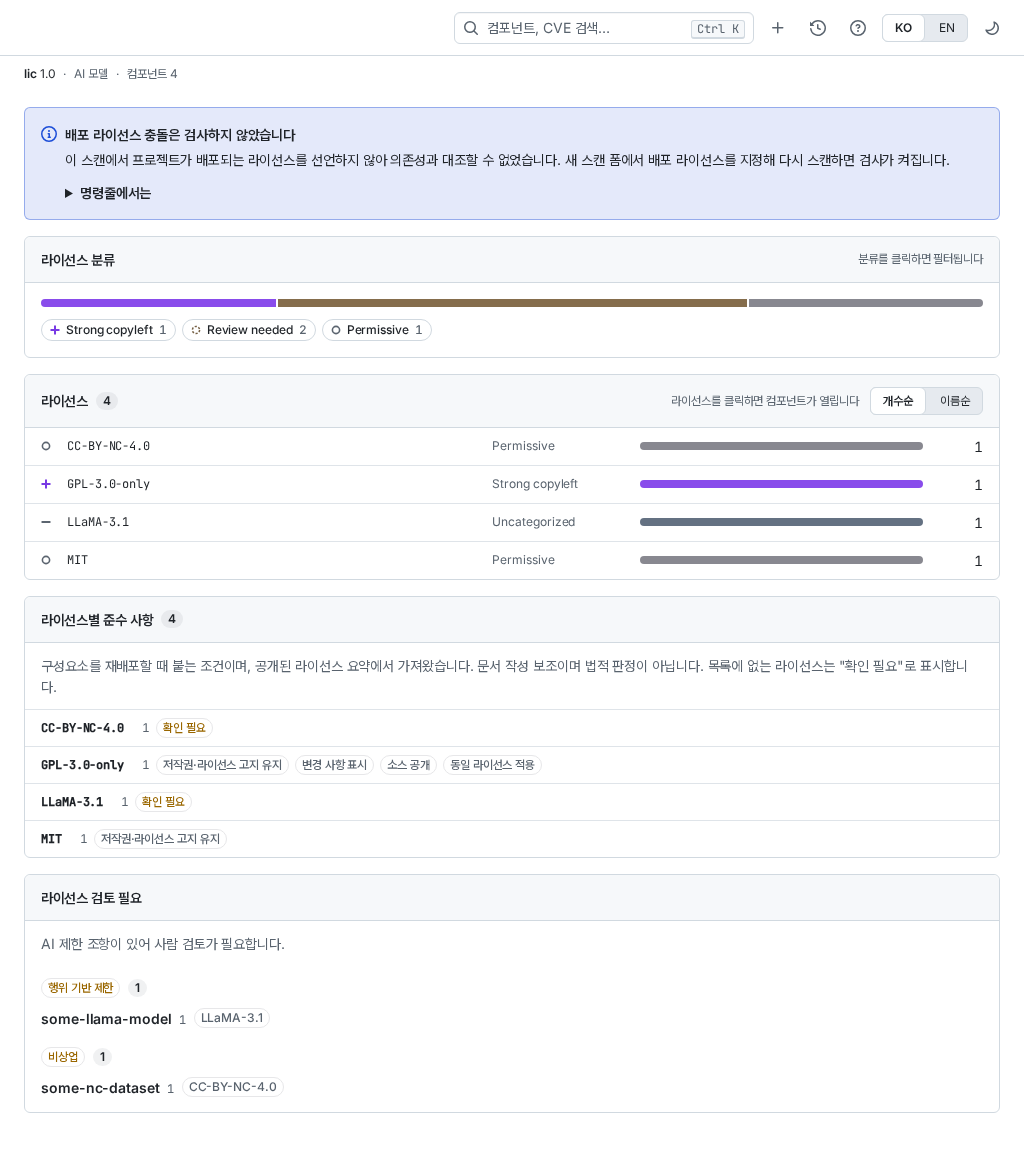 컴포넌트, CVE 검색... Ctrl K KO EN
lic 1.0 · AI 모델 · 컴포넌트 4
배포 라이선스 충돌은 검사하지 않았습니다
이 스캔에서 프로젝트가 배포되는 라이선스를 선언하지 않아 의존성과 대조할 수 없었습니다. 새 스캔 폼에서 배포 라이선스를 지정해 다시 스캔하면 검사가 켜집니다.
명령줄에서는
라이선스 분류 분류를 클릭하면 필터됩니다
Strong copyleft 1 Review needed 2 Permissive 1
라이선스 4 라이선스를 클릭하면 컴포넌트가 열립니다 개수순 이름순
CC-BY-NC-4.0 Permissive 1
GPL-3.0-only Strong copyleft 1
LLaMA-3.1 Uncategorized 1
MIT Permissive 1
라이선스별 준수 사항 4
구성요소를 재배포할 때 붙는 조건이며, 공개된 라이선스 요약에서 가져왔습니다. 문서 작성 보조이며 법적 판정이 아닙니다. 목록에 없는 라이선스는 "확인 필요"로 표시합니
다.
CC-BY-NC-4.0 1 확인 필요
GPL-3.0-only 1 저작권·라이선스 고지 유지 변경 사항 표시 소스 공개 동일 라이선스 적용
LLaMA-3.1 1 확인 필요
MIT 1 저작권·라이선스 고지 유지
라이선스 검토 필요
AI 제한 조항이 있어 사람 검토가 필요합니다.
행위 기반 제한 1
some-llama-model 1 LLaMA-3.1
비상업 1
some-nc-dataset 1 CC-BY-NC-4.0